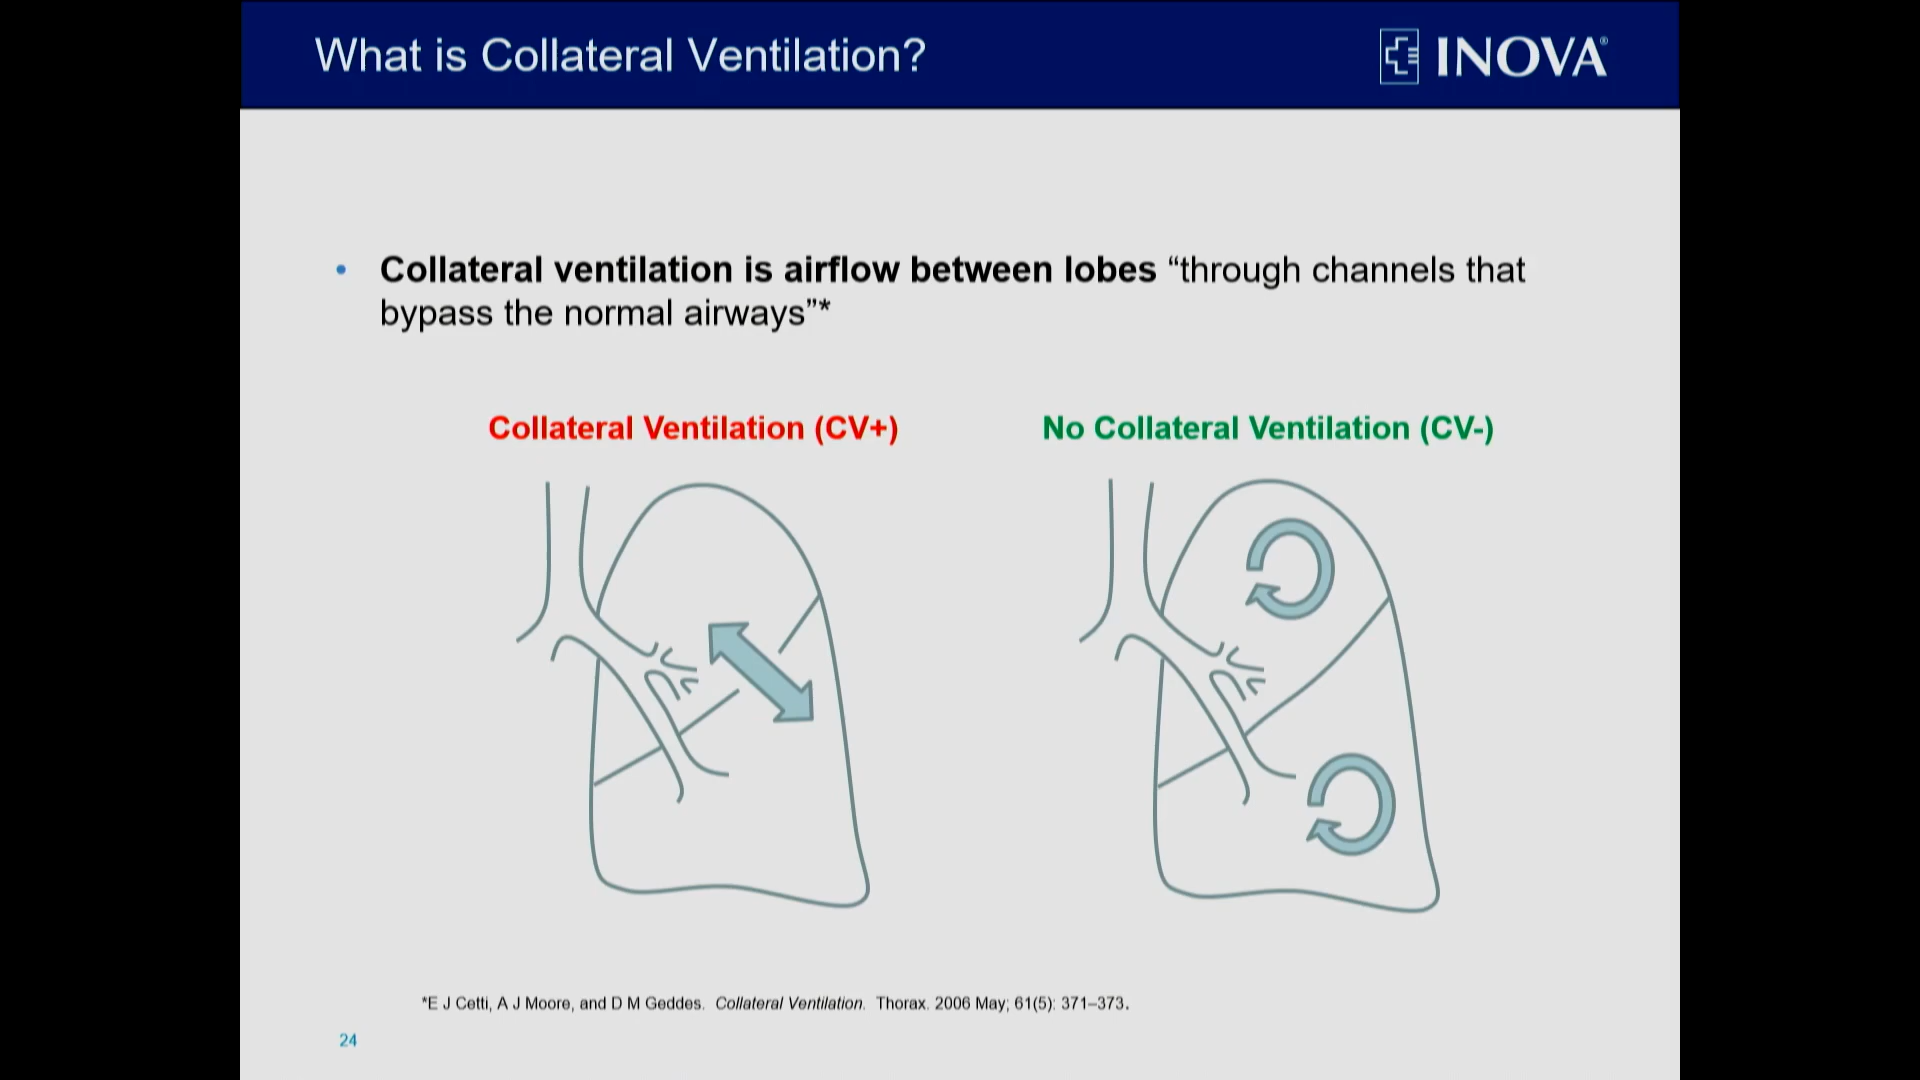 What is Collateral Ventilation?
INOVA®
• Collateral ventilation is airflow between lobes “through channels that
bypass the normal airways”*
Collateral Ventilation (CV+)
No Collateral Ventilation (CV-)
*E J Cetti, A J Moore, and D M Geddes. Collateral Ventilation. Thorax. 2006 May; 61(5): 371–373.
24